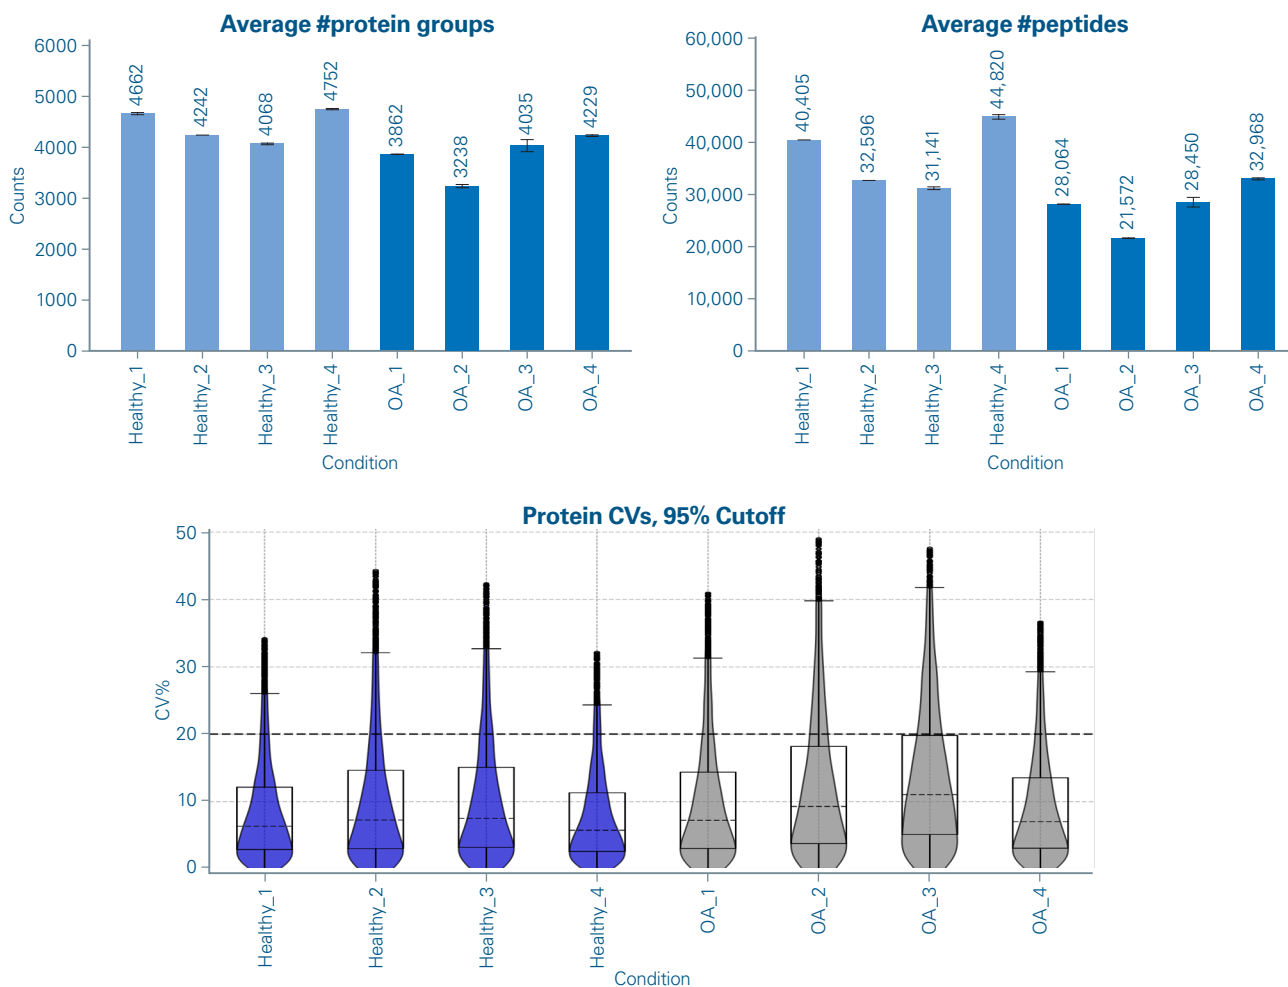 Average #protein groups
6000
5000
4000
3000
2000
1000
0
Counts
4662
4242
4068
4752
3862
3238
4035
4229
Healthy_1
Healthy_2
Healthy_3
Healthy_4
OA_1
OA_2
OA_3
OA_4
Condition
Average #peptides
60,000
50,000
40,000
30,000
20,000
10,000
0
Counts
40,405
32,596
31,141
44,820
28,064
21,572
28,450
32,968
Healthy_1
Healthy_2
Healthy_3
Healthy_4
OA_1
OA_2
OA_3
OA_4
Condition
Protein CVs, 95% Cutoff
50
40
30
20
10
0
CV%
Healthy_1
Healthy_2
Healthy_3
Healthy_4
OA_1
OA_2
OA_3
OA_4
Condition